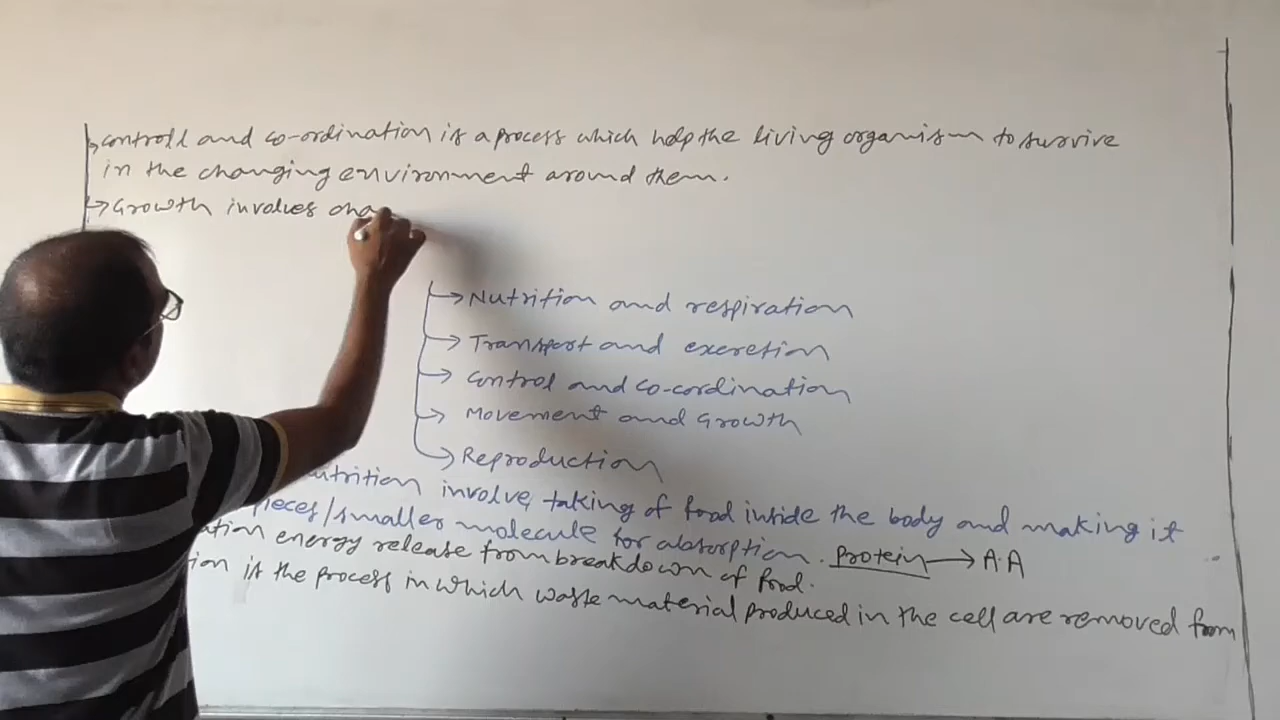 controll and co-ordination is a process which help the living organism to survive
in the changing environment around them.
→ Growth involves cha
→ Nutrition and respiration
→ Transport and excretion
→ Control and co-cordination
→ Movement and Growth
→ Reproduction
utrition involve, taking of food inside the body and making it
pieces/smaller molecule for absorption. Protein → A.A
ation energy release from breakdown of food.
ion is the process in which waste material produced in the cell are removed from